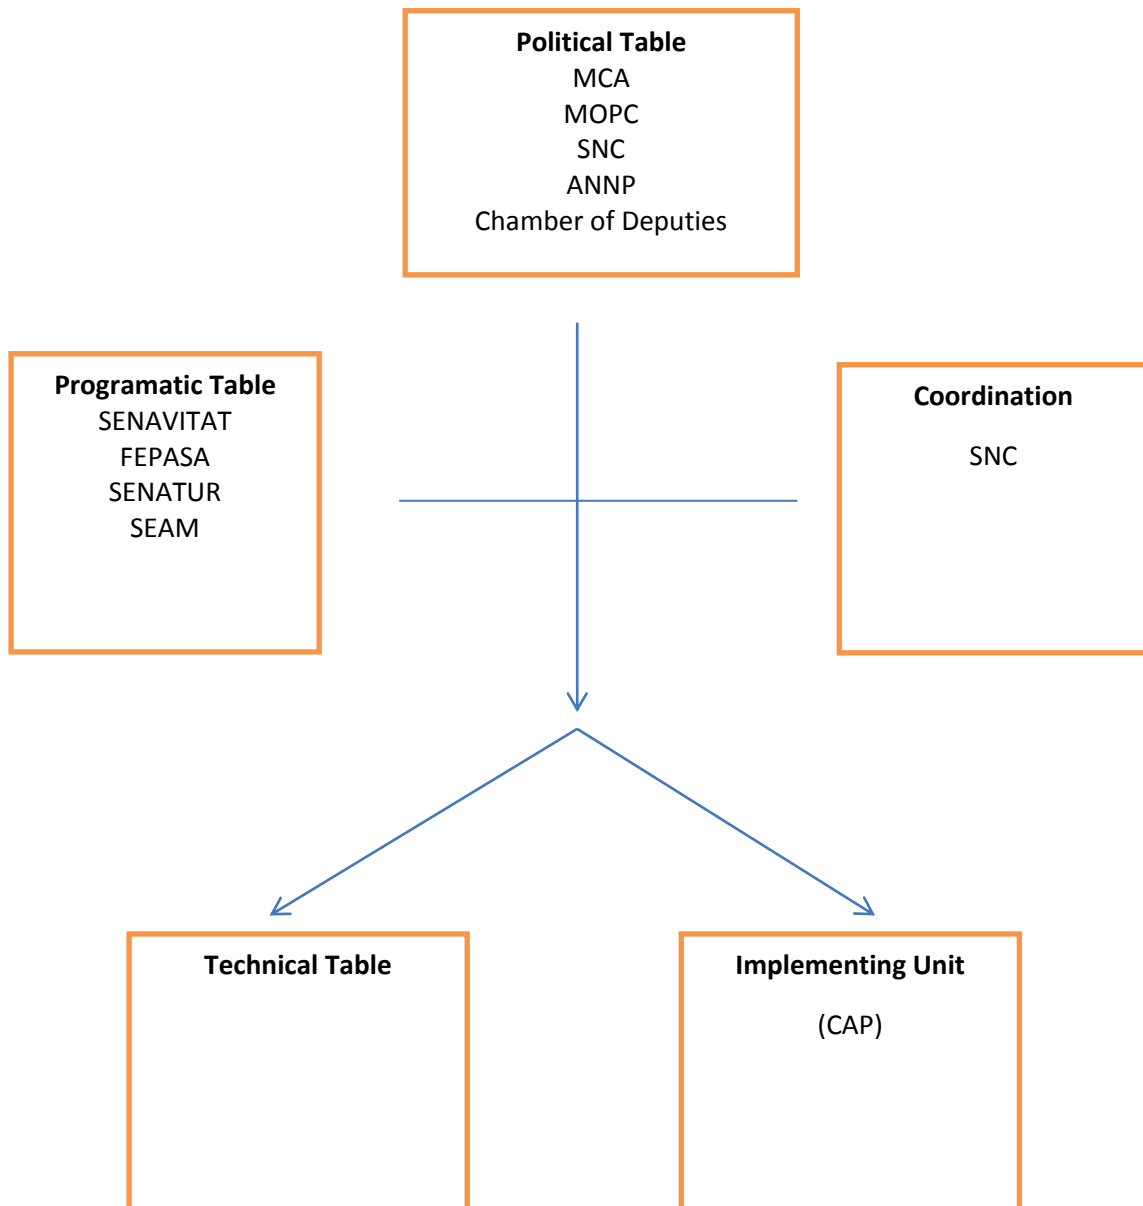 Political Table
MCA
MOPC
SNC
ANNP
Chamber of Deputies
Programatic Table
SENAVITAT
FEPASA
SENATUR
SEAM
Coordination
SNC
Technical Table
Implementing Unit
(CAP)